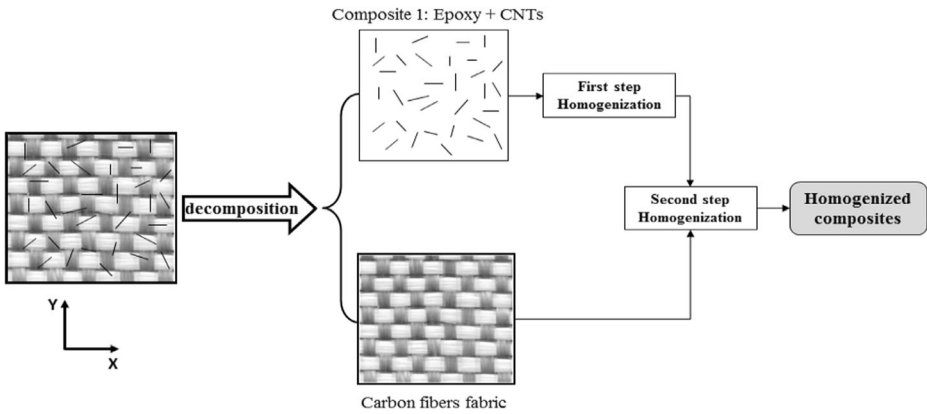 Composite 1: Epoxy + CNTs
First step
Homogenization
decomposition
Second step
Homogenization
Homogenized
composites
Y
X
Carbon fibers fabric